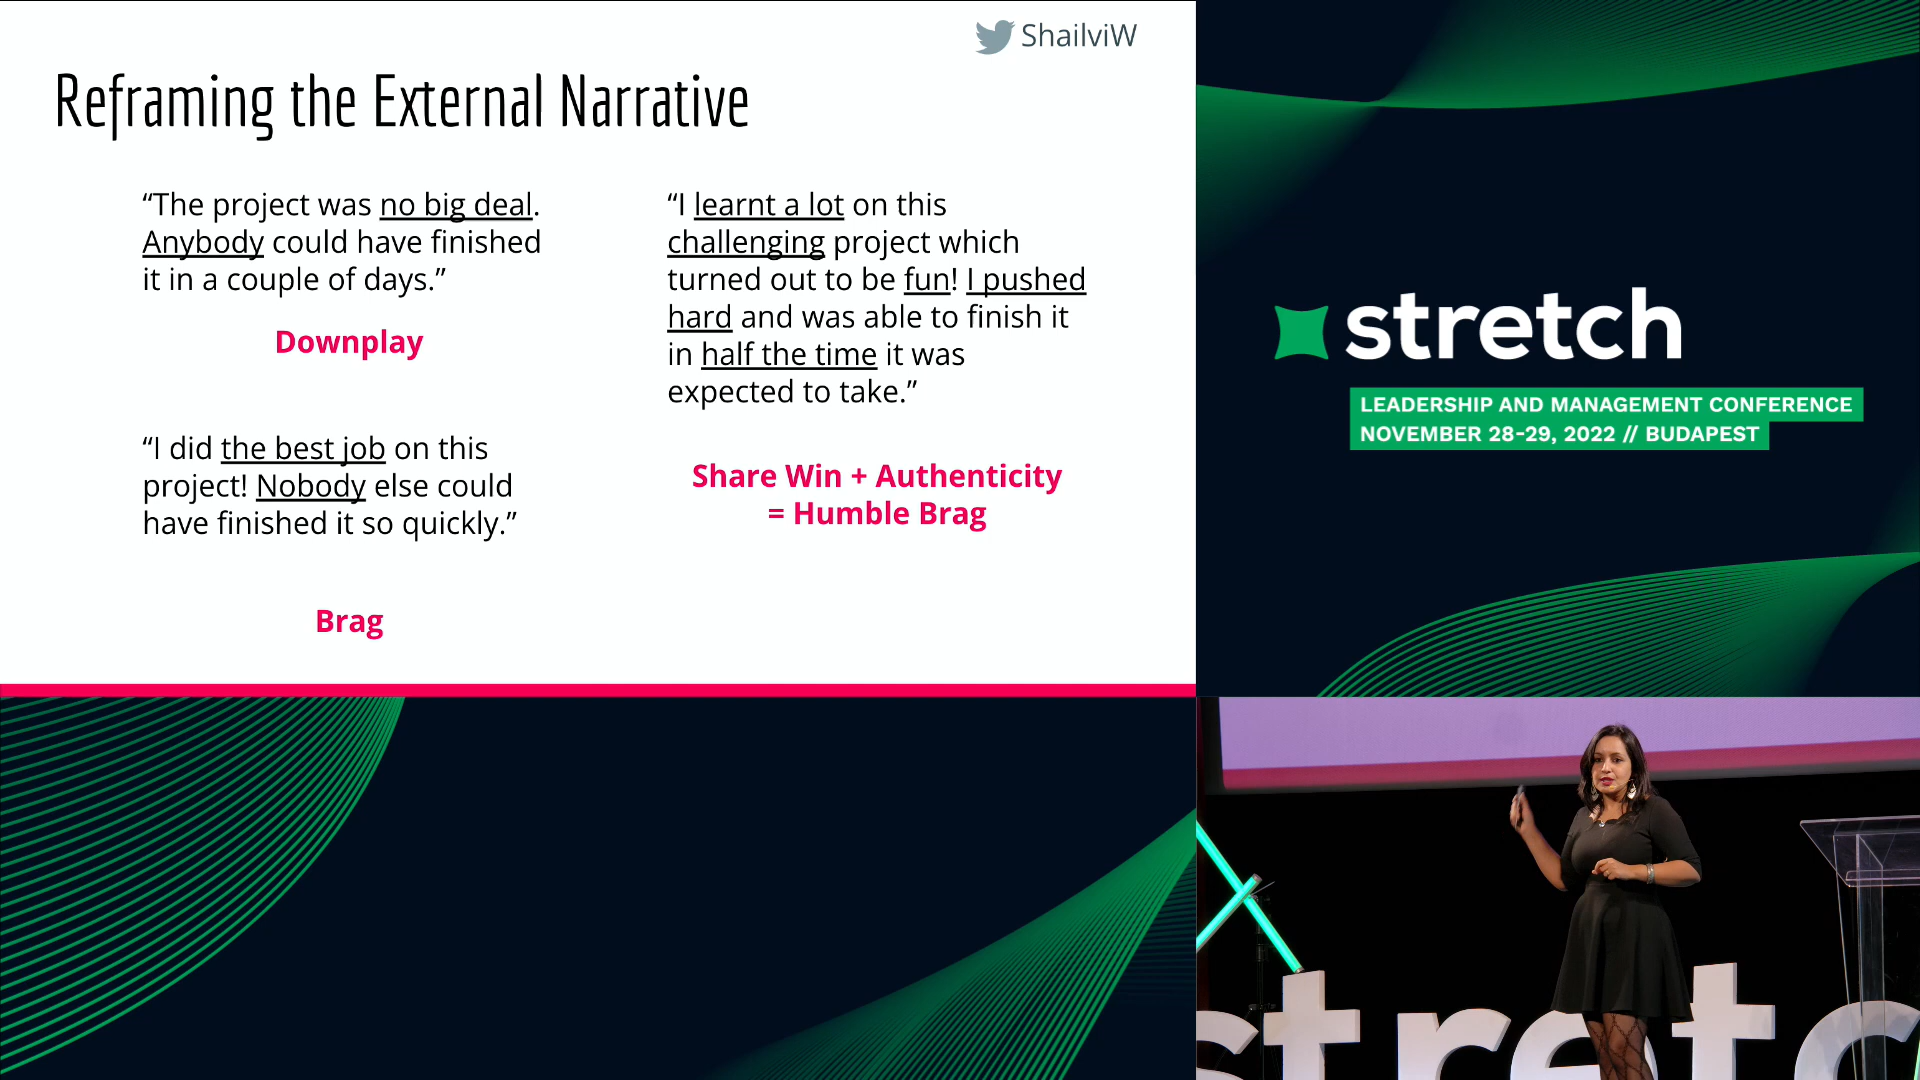 ShailviW
Reframing the External Narrative
“The project was no big deal.
Anybody could have finished
it in a couple of days.”
Downplay
“I did the best job on this
project! Nobody else could
have finished it so quickly.”
Brag
“I learnt a lot on this
challenging project which
turned out to be fun! I pushed
hard and was able to finish it
in half the time it was
expected to take.”
Share Win + Authenticity
= Humble Brag
stretch
LEADERSHIP AND MANAGEMENT CONFERENCE
NOVEMBER 28-29, 2022 // BUDAPEST
stretc